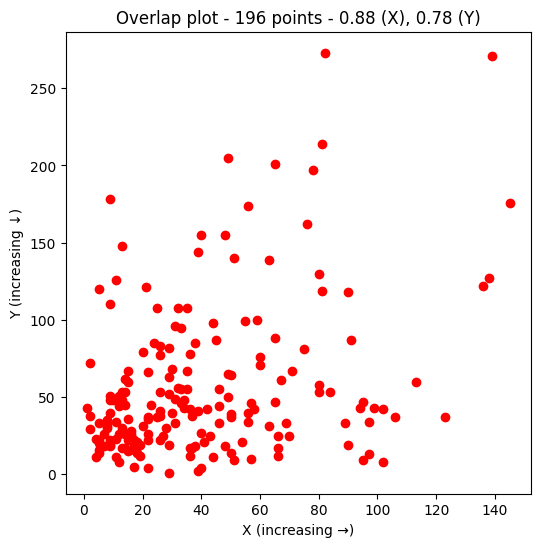 Overlap plot - 196 points - 0.88 (X), 0.78 (Y)
Y (increasing ↓)
250
200
150
100
50
0
0 20 40 60 80 100 120 140
X (increasing →)